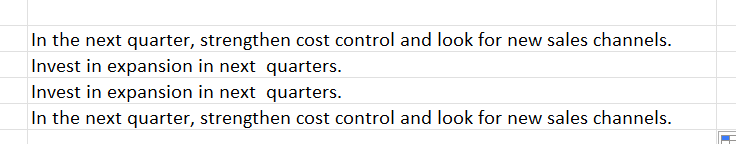 In the next quarter, strengthen cost control and look for new sales channels.
Invest in expansion in next  quarters.
Invest in expansion in next  quarters.
In the next quarter, strengthen cost control and look for new sales channels.